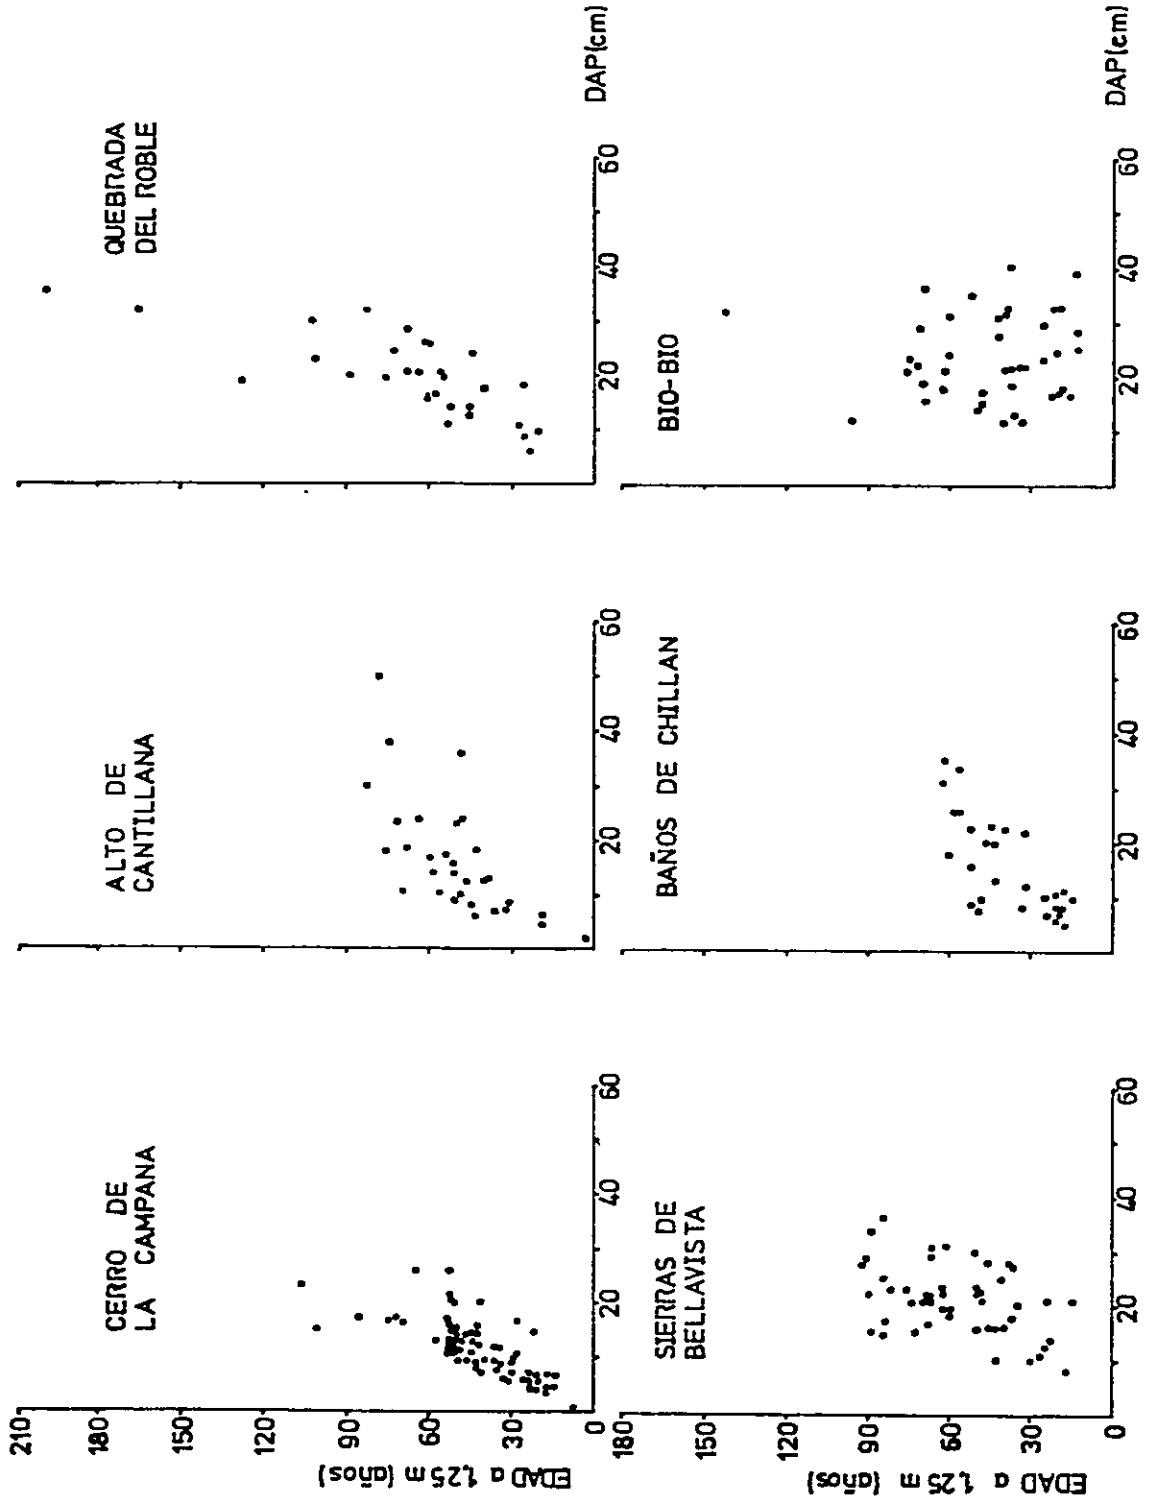 CERRO DE
LA CAMPANA
ALTO DE
CANTILLANA
QUEBRADA
DEL ROBLE
EDAD a 1,25 m (años)
210
180
150
120
90
60
30
0
20
40
60
20
40
60
20
40
60
DAP(cm)
SIERRAS DE
BELLAVISTA
BAÑOS DE CHILLAN
BIO-BIO
EDAD a 1,25 m (años)
180
150
120
90
60
30
0
20
40
60
20
40
60
20
40
60
DAP(cm)